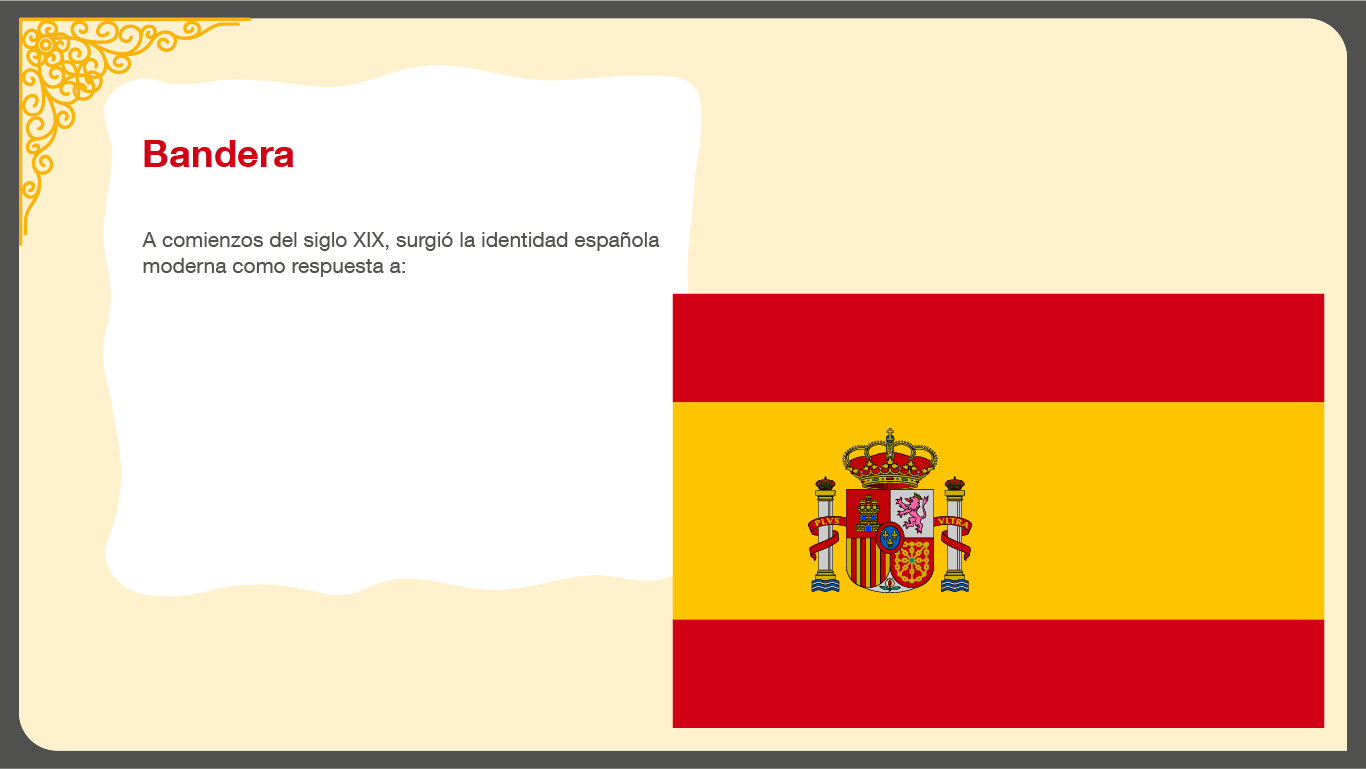 Bandera
A comienzos del siglo XIX, surgió la identidad española
moderna como respuesta a:
PLVS VLTRA